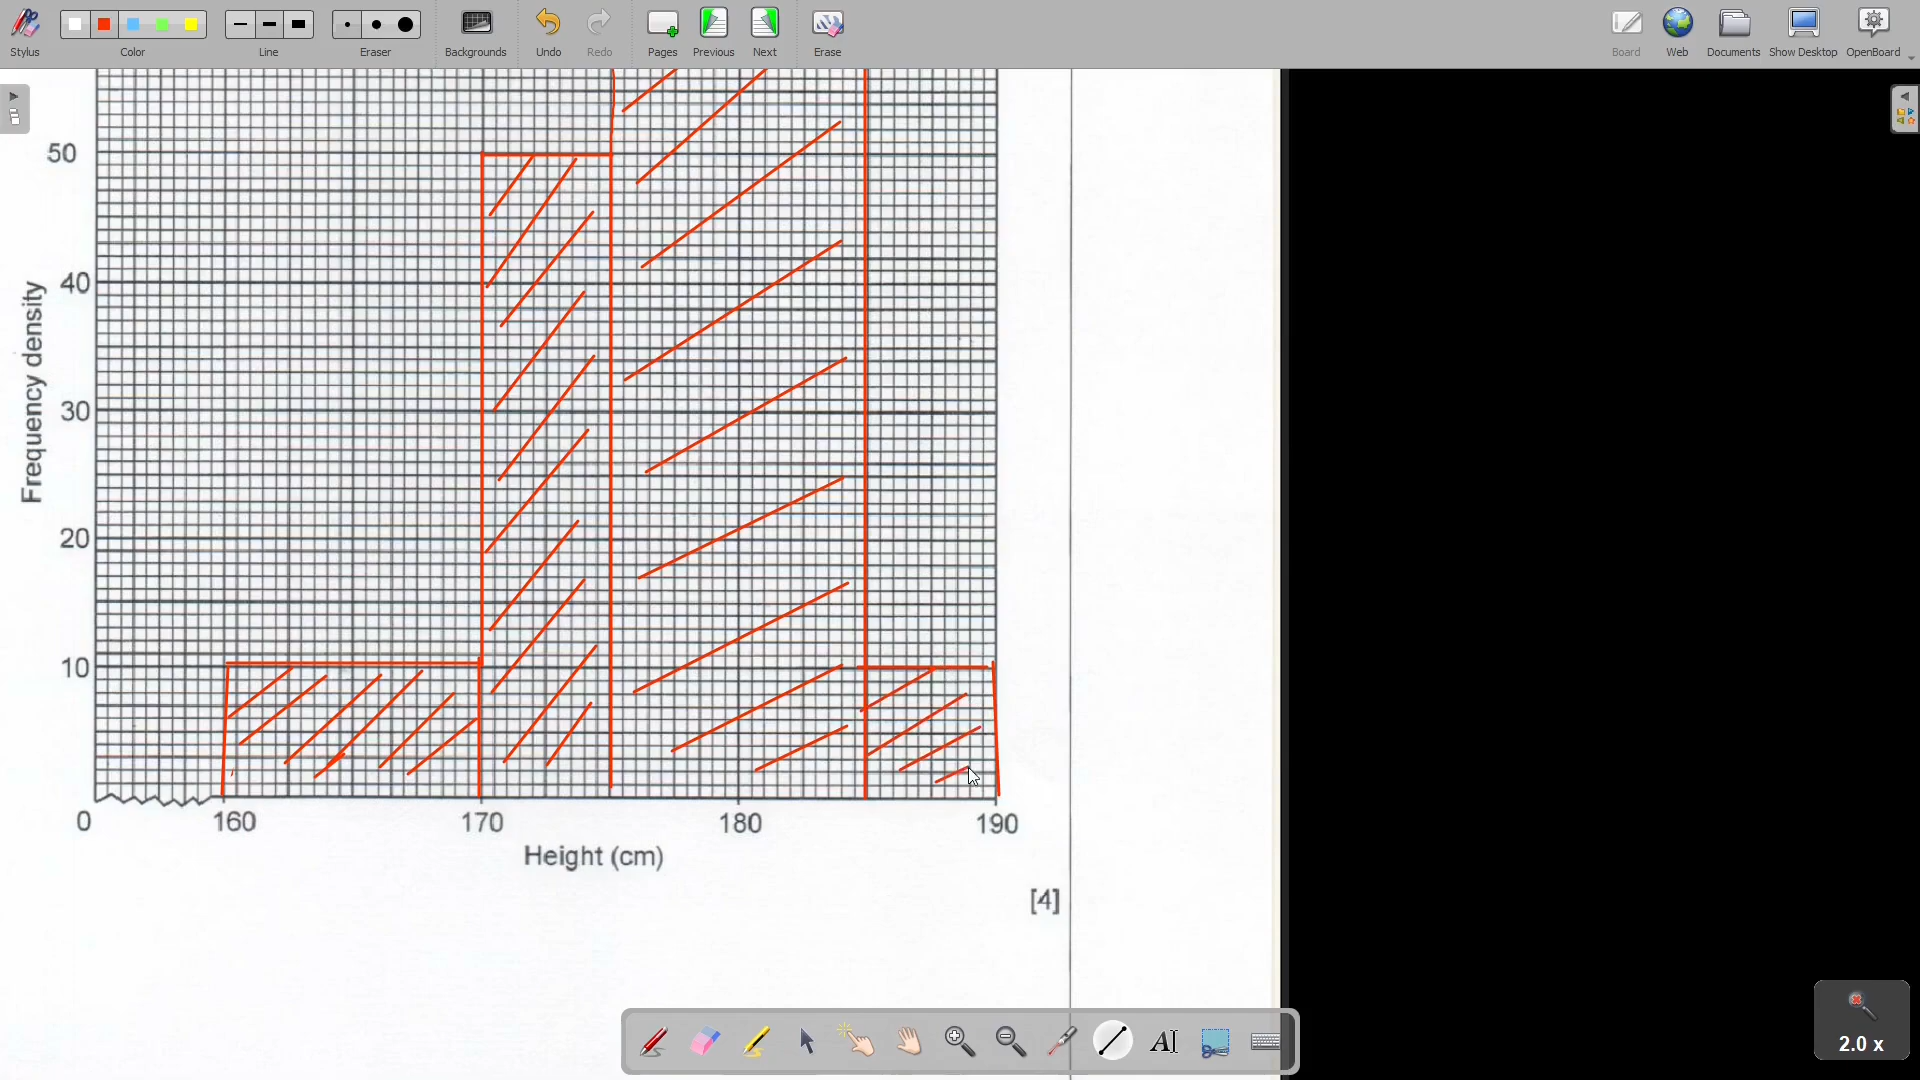 Stylus
Color
Line
Eraser
Backgrounds
Undo
Redo
Pages
Previous
Next
Erase
Board
Web
Documents
Show Desktop
OpenBoard
50
40
30
20
10
Frequency density
0
160
170
180
190
Height (cm)
[4]
2.0 x